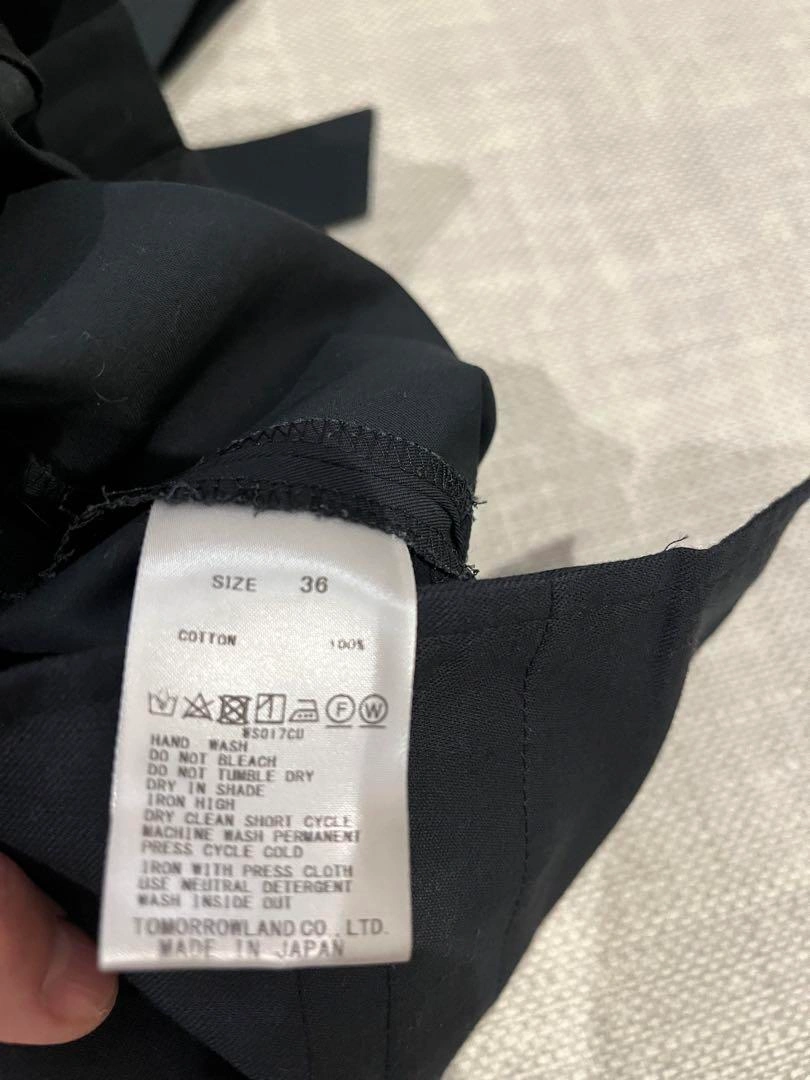 SIZE 36
COTTON 100%
F W
WS017CU
HAND WASH
DO NOT BLEACH
DO NOT TUMBLE DRY
DRY IN SHADE
IRON HIGH
DRY CLEAN SHORT CYCLE
MACHINE WASH PERMANENT
PRESS CYCLE COLD
IRON WITH PRESS CLOTH
USE NEUTRAL DETERGENT
WASH INSIDE OUT
TOMORROWLAND CO., LTD.
MADE IN JAPAN